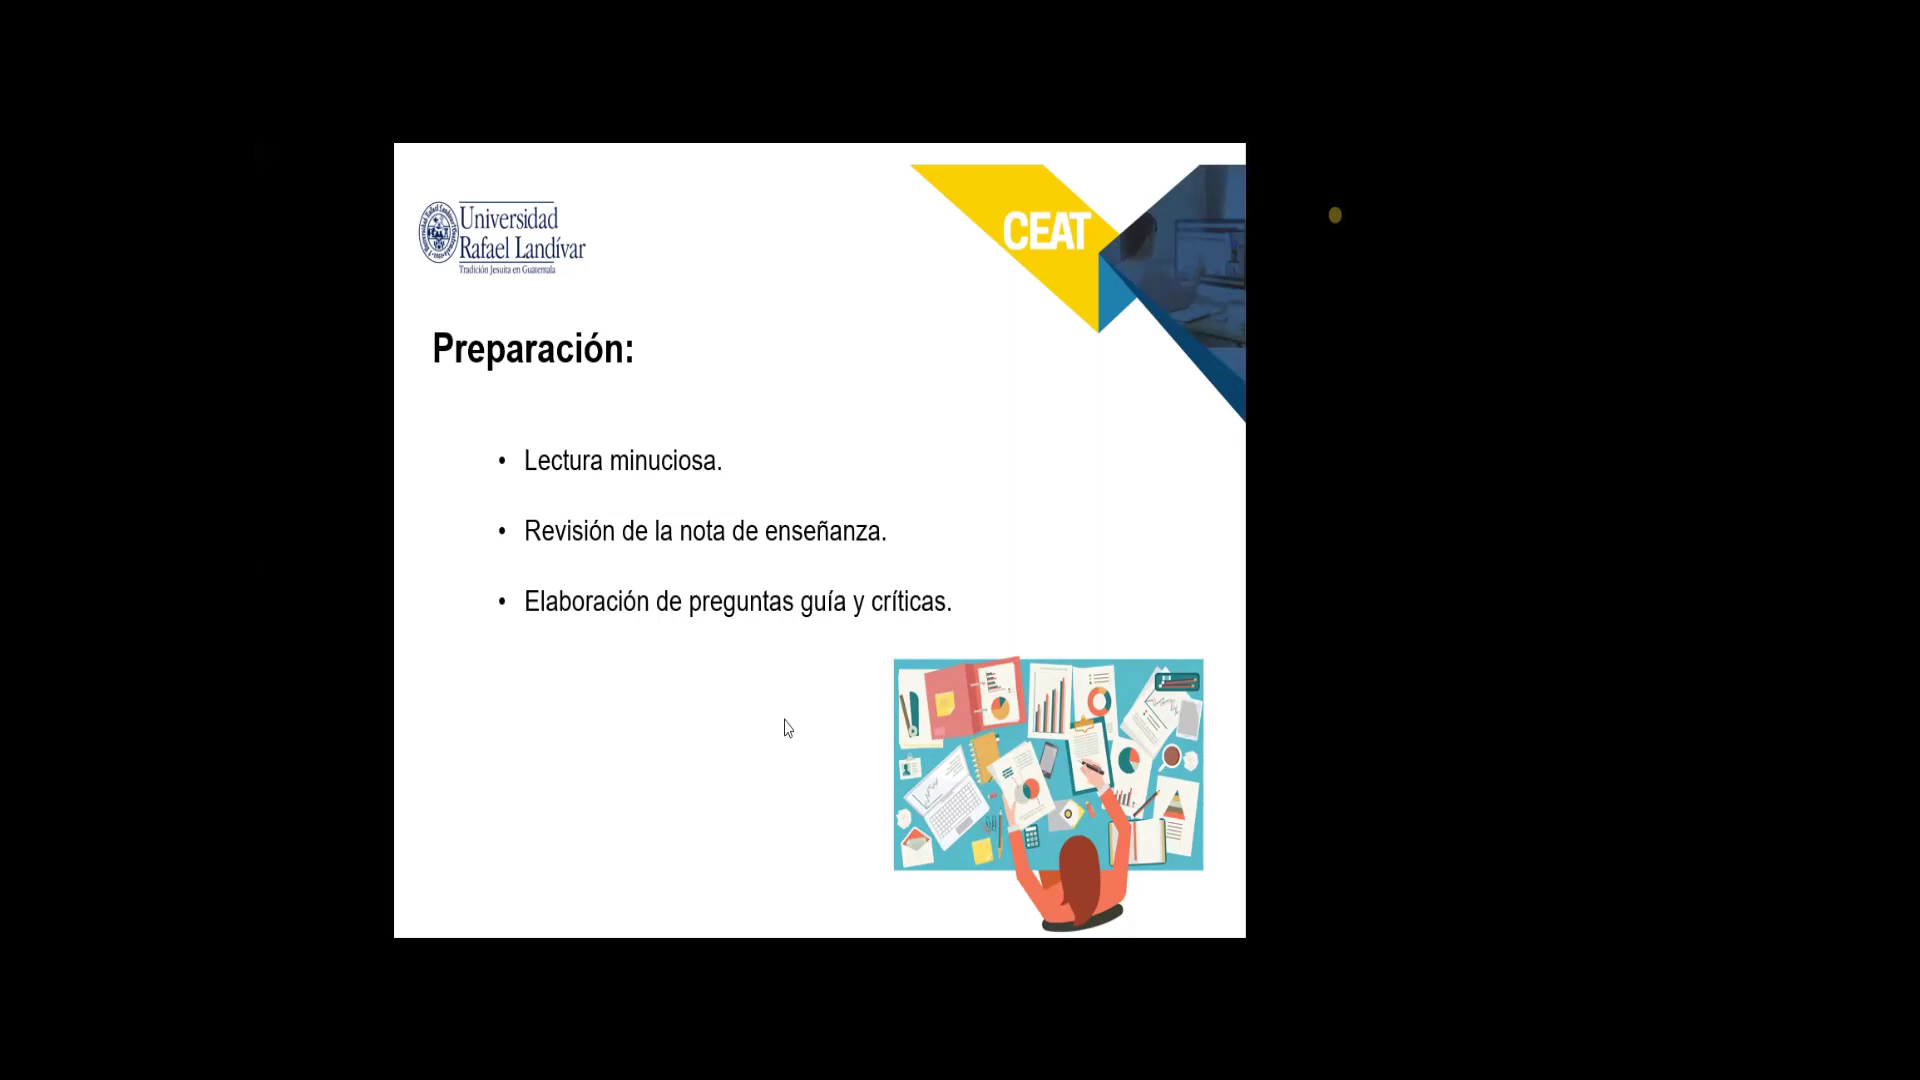 Universidad
Rafael Landívar
Tradición Jesuita en Guatemala
CEAT
Preparación:
• Lectura minuciosa.
• Revisión de la nota de enseñanza.
• Elaboración de preguntas guía y críticas.